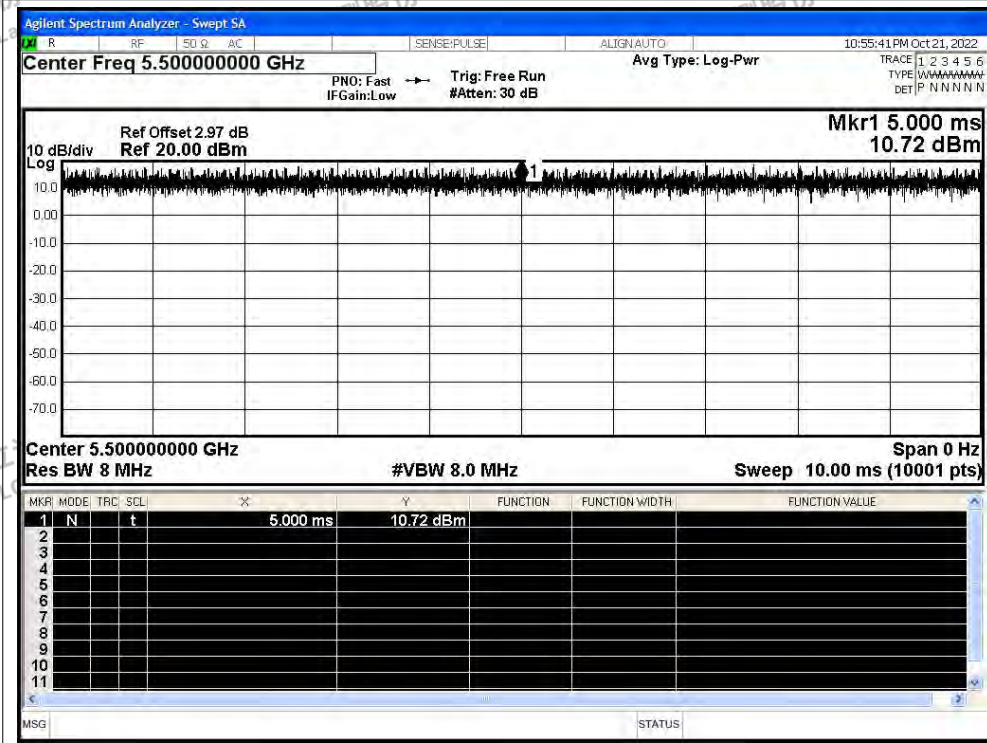 Agilent Spectrum Analyzer - Swept SA
LXI R RF 50 Ω AC SENSE:PULSE ALIGN AUTO 10:55:41 PM Oct 21, 2022
Center Freq 5.500000000 GHz Avg Type: Log-Pwr TRACE 1 2 3 4 5 6
PNO: Fast Trig: Free Run TYPE
IFGain:Low #Atten: 30 dB DET P N N N N N
Mkr1 5.000 ms
Ref Offset 2.97 dB
10 dB/div Ref 20.00 dBm 10.72 dBm
Log
1
10.0
0.00
-10.0
-20.0
-30.0
-40.0
-50.0
-60.0
-70.0
Center 5.500000000 GHz Span 0 Hz
Res BW 8 MHz #VBW 8.0 MHz Sweep 10.00 ms (10001 pts)
MKR MODE TRC SCL X Y FUNCTION FUNCTION WIDTH FUNCTION VALUE
1 N t 5.000 ms 10.72 dBm
2
3
4
5
6
7
8
9
10
11
MSG STATUS